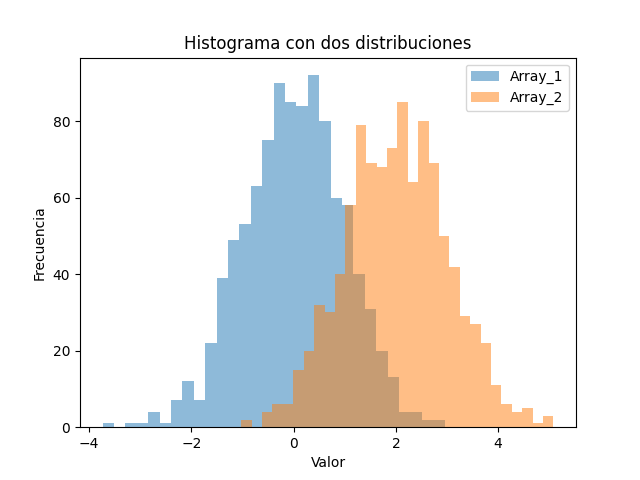 Histograma con dos distribuciones
Array_1
Array_2
Frecuencia
80
60
40
20
0
−4
−2
0
2
4
Valor